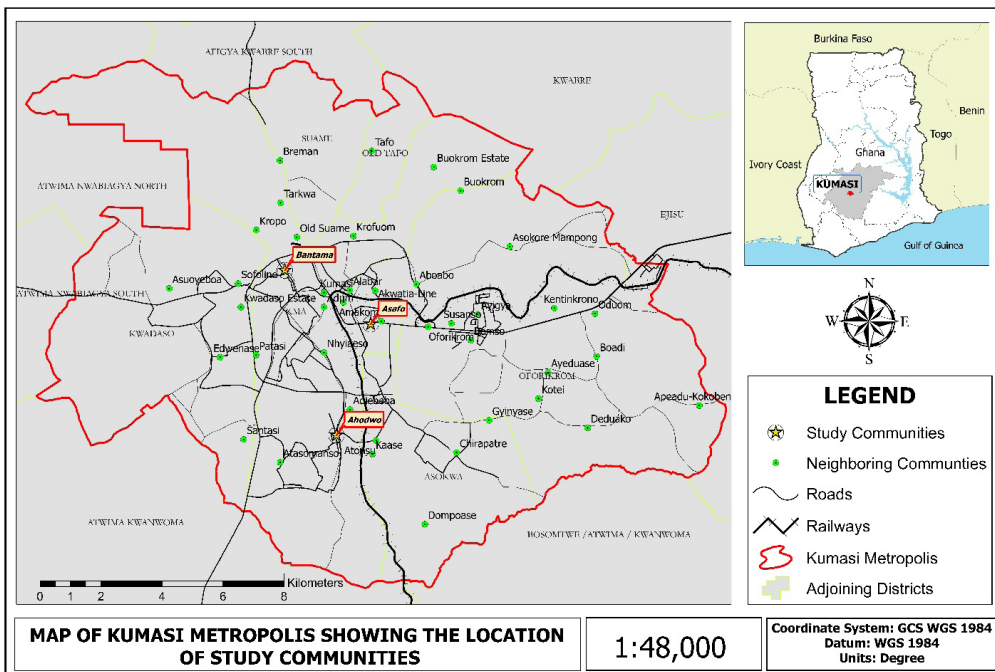 AFIGYA KWABRE SOUTH
KWABRE
SUAME
Tafo
OLD TAFO
Breman
Buokrom Estate
Buokrom
ATWIMA NWABIAGYA NORTH
Tarkwa
EJISU
Kropo
Old Suame
Krofuom
Asokore Mampong
Bantama
Asuoyeboa
Sofoline
Kumasi
Alabar
Aboabo
ATWIMA NWABIAGYA SOUTH
Kwadaso Estate
Adum
Akwatia-Line
Asafo
Ayigya
Kentinkrono
Oduom
KMA
Amakom
Susanso
KWADASO
Oforikrom
Bomso
Edwenase
Patasi
Nhyiaeso
Boadi
Ayeduase
OFORIKROM
Kotei
Apeadu-Kokoben
Adiebeba
Ahodwo
Gyinyase
Deduako
Santasi
Atasomanso
Atonsu
Kaase
Chirapatre
ASOKWA
ATWIMA KWANWOMA
Dompoase
BOSOMTWE /ATWIMA / KWANWOMA
Kilometers
0 1 2 4 6 8
Burkina Faso
Benin
Togo
Ivory Coast
Ghana
KUMASI
Gulf of Guinea
N
W E
S
LEGEND
Study Communities
Neighboring Communties
Roads
Railways
Kumasi Metropolis
Adjoining Districts
MAP OF KUMASI METROPOLIS SHOWING THE LOCATION
OF STUDY COMMUNITIES
1:48,000
Coordinate System: GCS WGS 1984
Datum: WGS 1984
Units: Degree